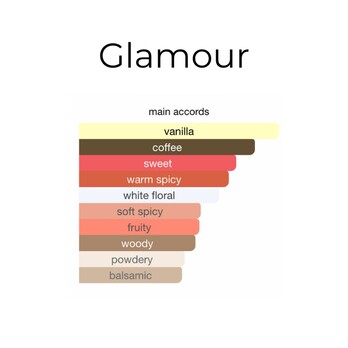 Glamour
main accords
vanilla
coffee
sweet
warm spicy
white floral
soft spicy
fruity
woody
powdery
balsamic